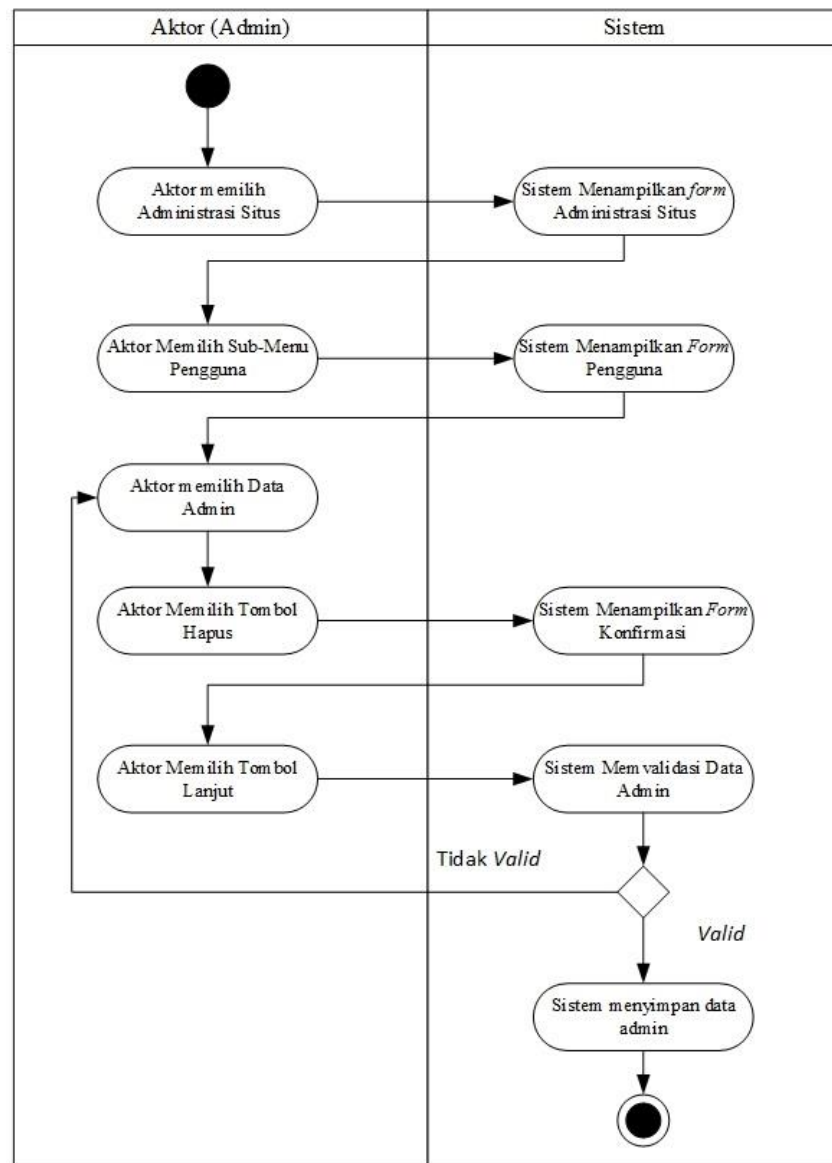 Aktor (Admin)
Sistem
Aktor memilih
Administrasi Situs
Sistem Menampilkan form
Administrasi Situs
Aktor Memilih Sub-Menu
Pengguna
Sistem Menampilkan Form
Pengguna
Aktor memilih Data
Admin
Aktor Memilih Tombol
Hapus
Sistem Menampilkan Form
Konfirmasi
Aktor Memilih Tombol
Lanjut
Sistem Memvalidasi Data
Admin
Tidak Valid
Valid
Sistem menyimpan data
admin